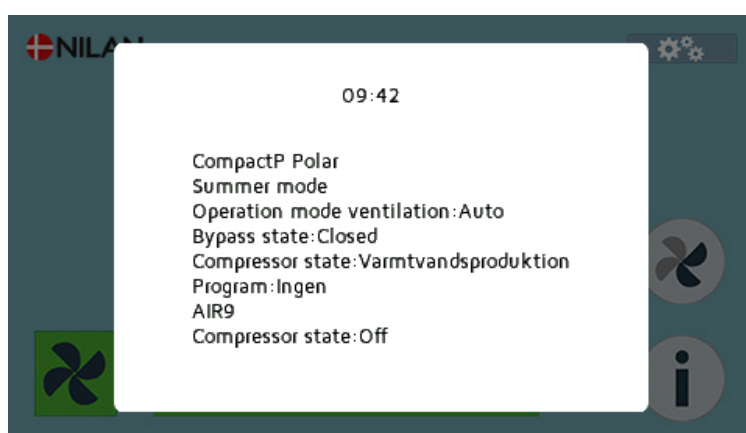 NILAN
09:42
CompactP Polar
Summer mode
Operation mode ventilation:Auto
Bypass state:Closed
Compressor state:Varmtvandsproduktion
Program:Ingen
AIR9
Compressor state:Off
i